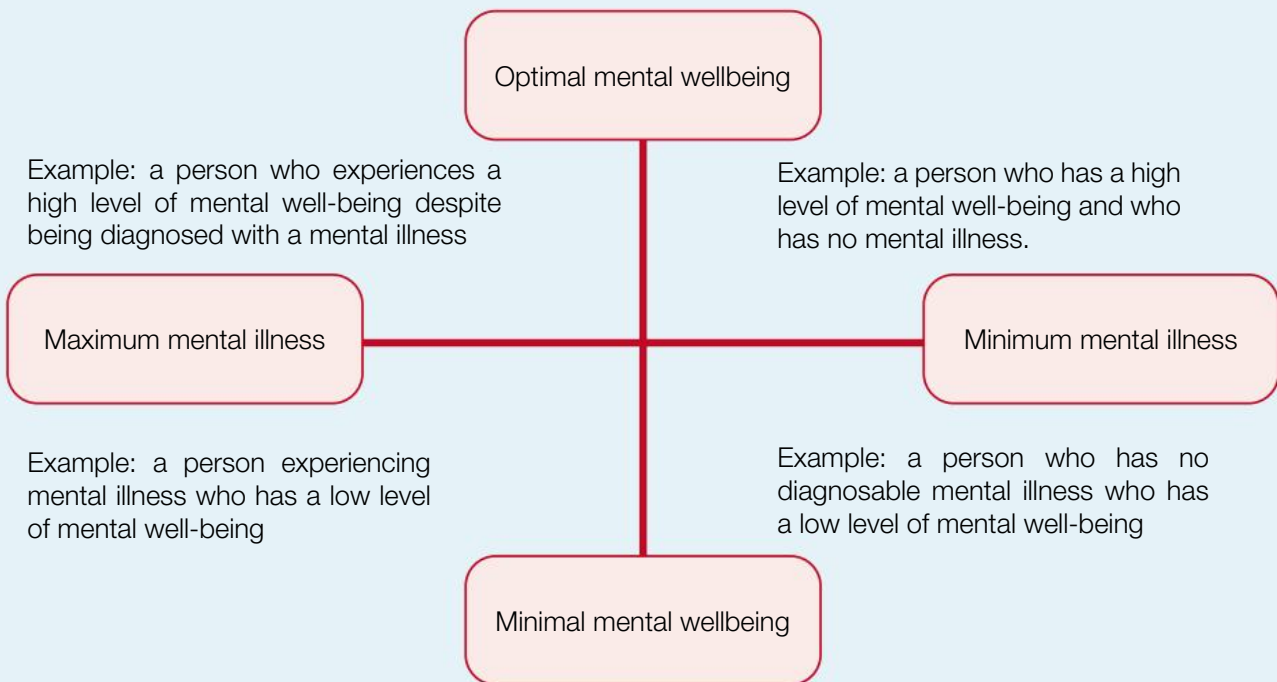 Optimal mental wellbeing
Example: a person who experiences a
high level of mental well-being despite
being diagnosed with a mental illness
Example: a person who has a high
level of mental well-being and who
has no mental illness.
Maximum mental illness
Minimum mental illness
Example: a person experiencing
mental illness who has a low level
of mental well-being
Example: a person who has no
diagnosable mental illness who has
a low level of mental well-being
Minimal mental wellbeing